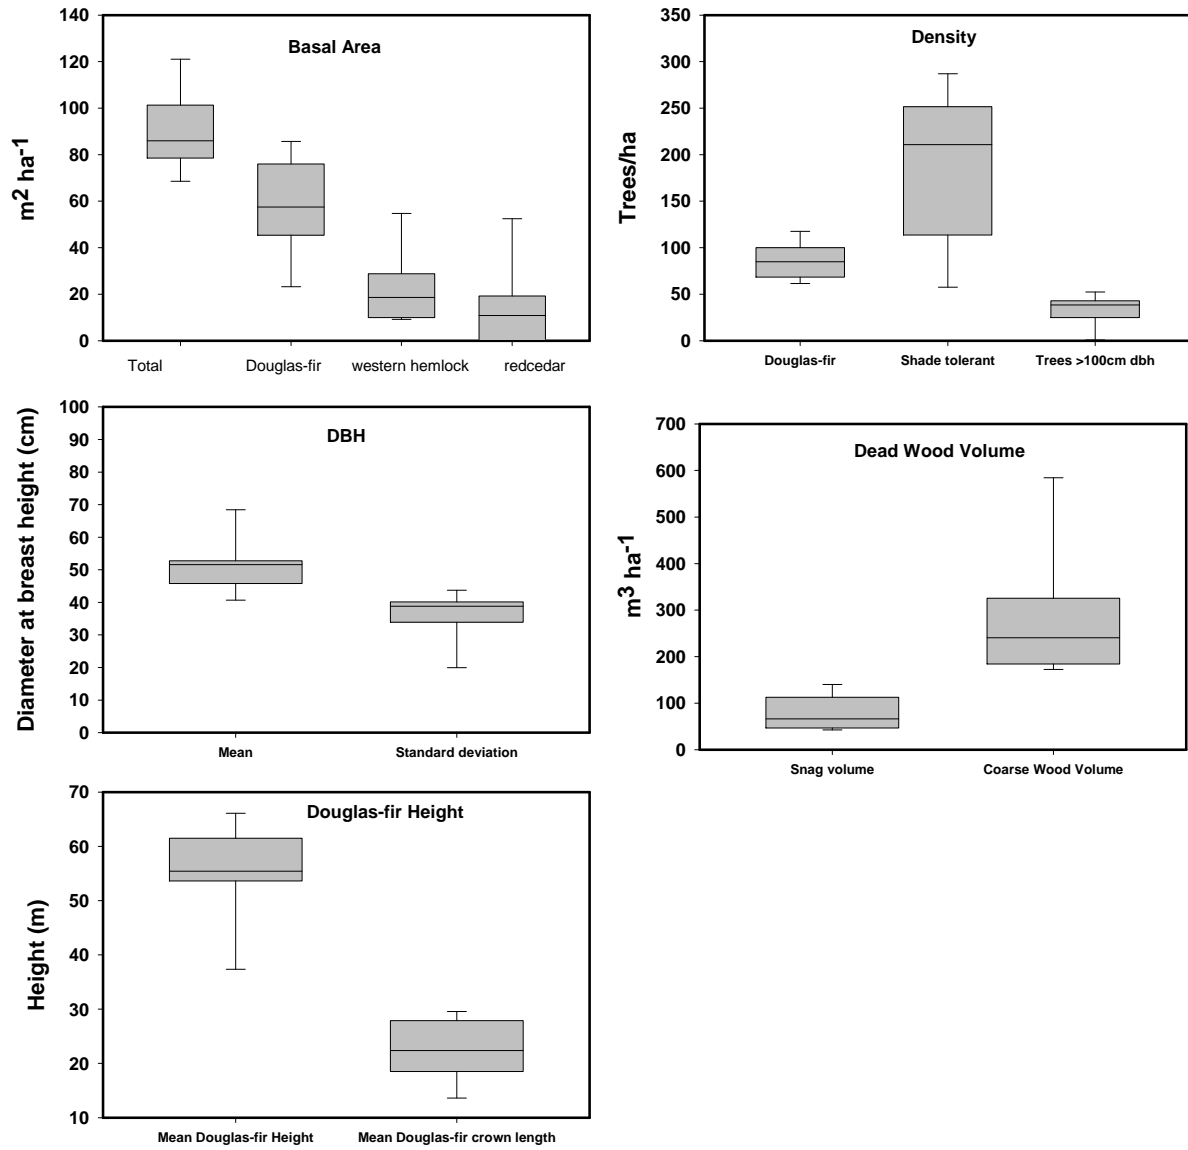 Basal Area
m2 ha-1
140
120
100
80
60
40
20
0
Total Douglas-fir western hemlock redcedar
Density
Trees/ha
350
300
250
200
150
100
50
0
Douglas-fir Shade tolerant Trees >100cm dbh
DBH
Diameter at breast height (cm)
100
90
80
70
60
50
40
30
20
10
0
Mean Standard deviation
Dead Wood Volume
m3 ha-1
700
600
500
400
300
200
100
0
Snag volume Coarse Wood Volume
Douglas-fir Height
Height (m)
70
60
50
40
30
20
10
Mean Douglas-fir Height Mean Douglas-fir crown length